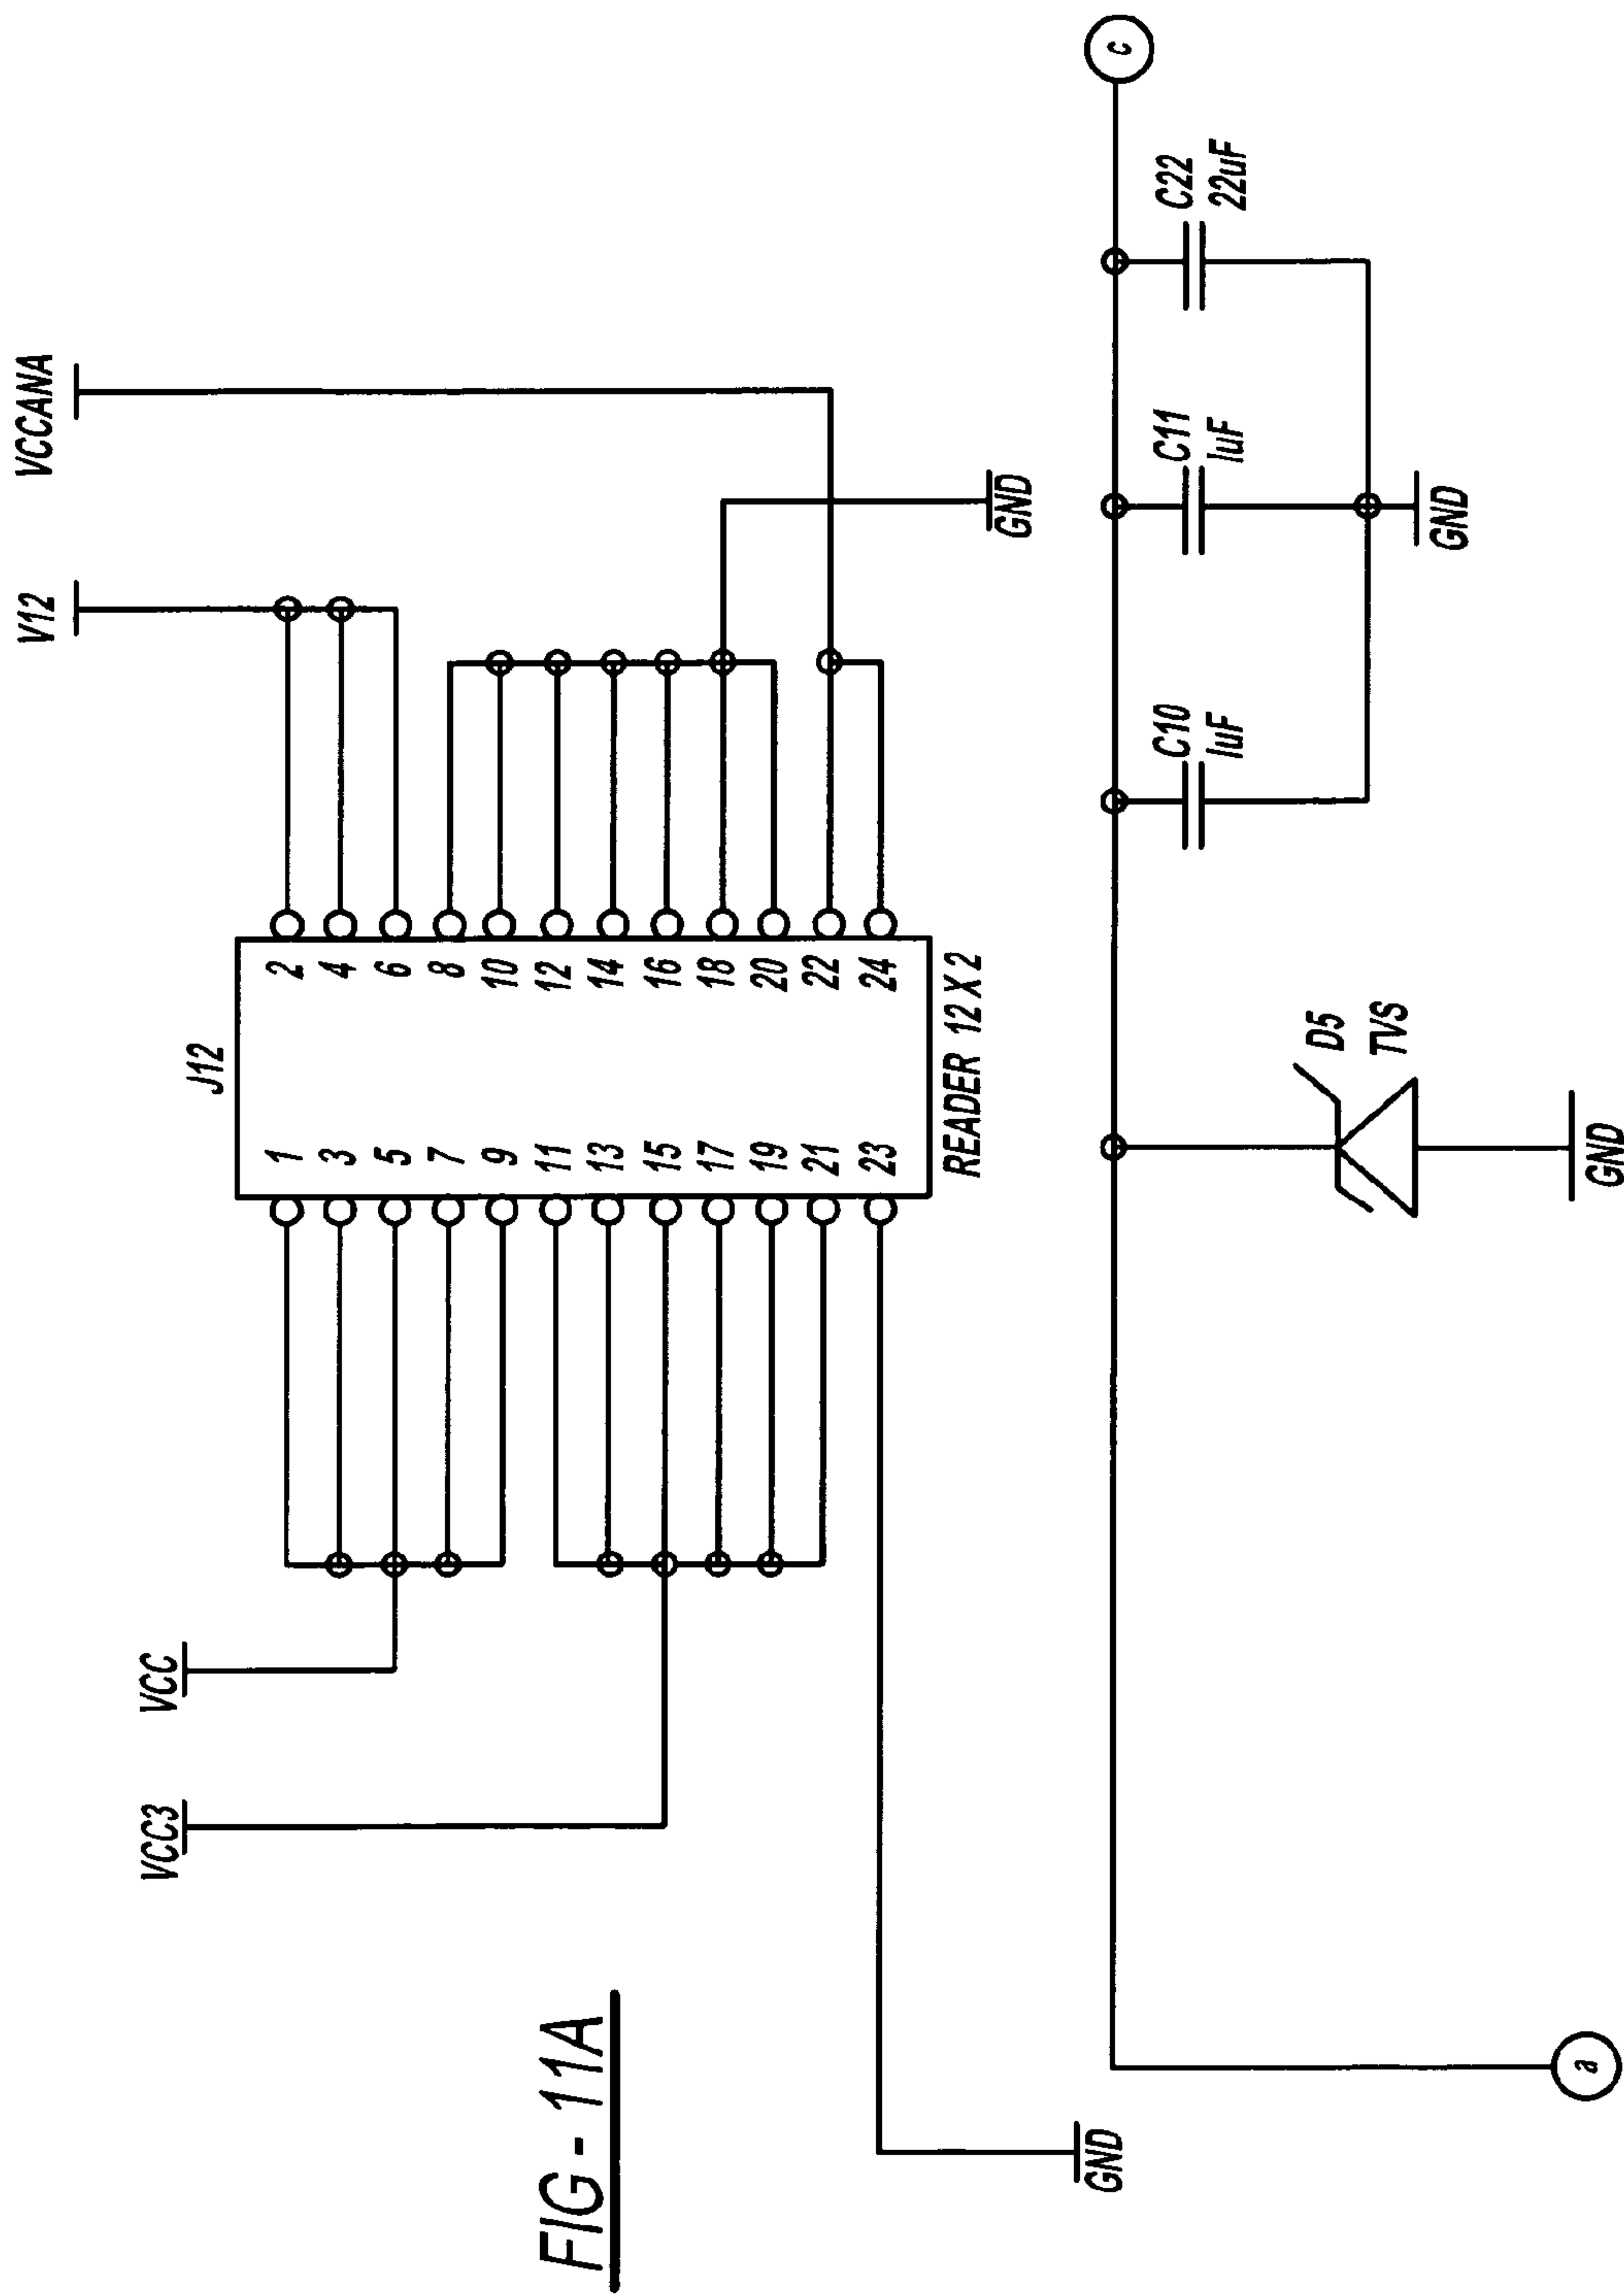 FIG - 11A
VCC3
VCC
V12
VCCANA
J12
1 2
3 4
5 6
7 8
9 10
11 12
13 14
15 16
17 18
19 20
21 22
23 24
READER 12 X 2
GND
GND
a
c
D5
TVS
GND
C10
1uF
C11
1uF
C22
22uF
GND